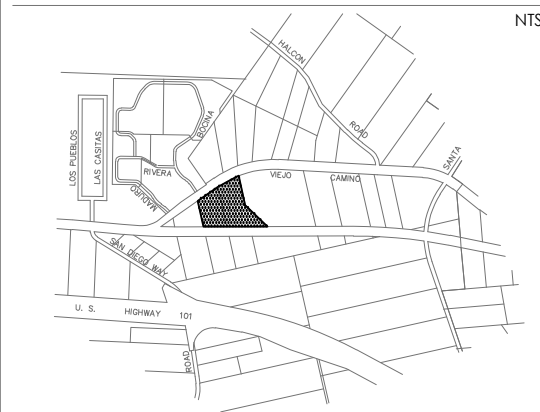 NTS
HALCON
ROAD
BOCINA
LOS PUEBLOS
LAS CASITAS
RIVERA
MADURO
VIEJO CAMINO
SANTA
SAN DIEGO WAY
U. S. HIGHWAY 101
ROAD